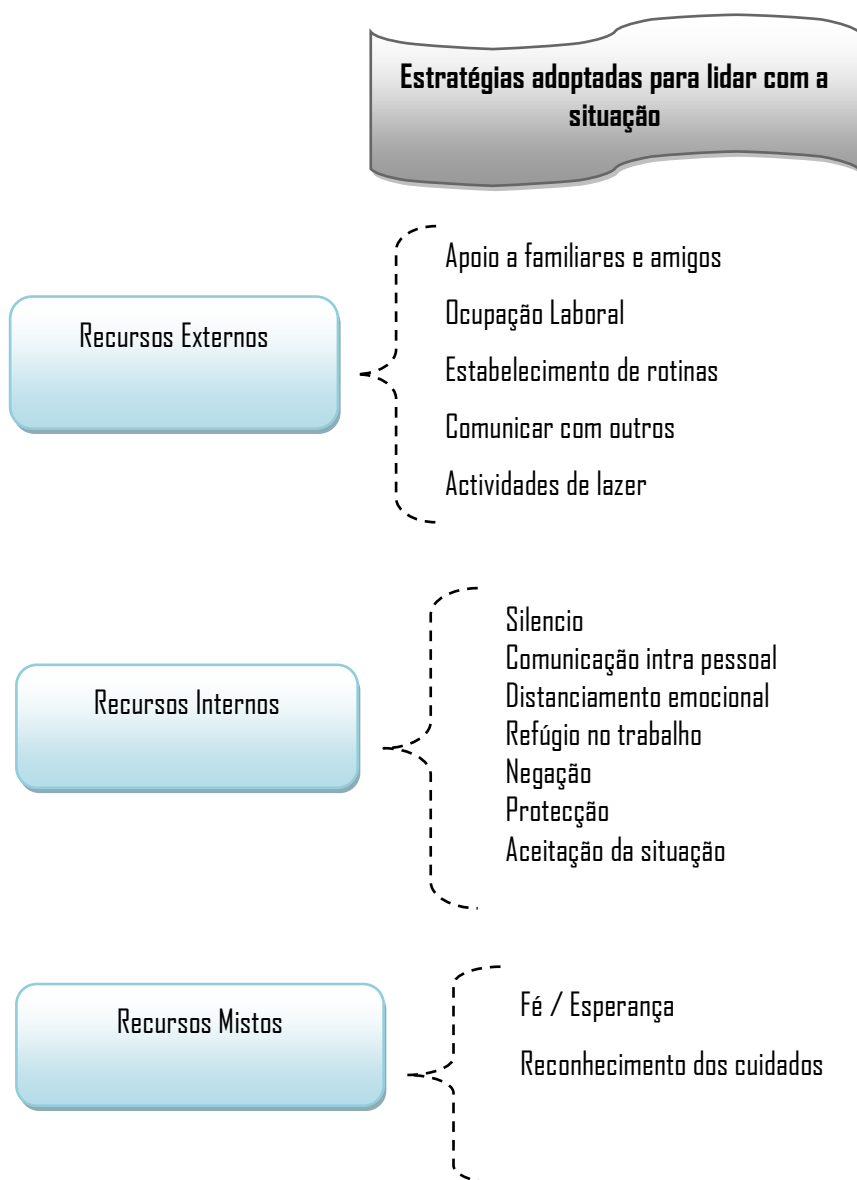 Estratégias adoptadas para lidar com a
situação
Recursos Externos
Apoio a familiares e amigos
Ocupação Laboral
Estabelecimento de rotinas
Comunicar com outros
Actividades de lazer
Recursos Internos
Silencio
Comunicação intra pessoal
Distanciamento emocional
Refúgio no trabalho
Negação
Protecção
Aceitação da situação
Recursos Mistos
Fé / Esperança
Reconhecimento dos cuidados